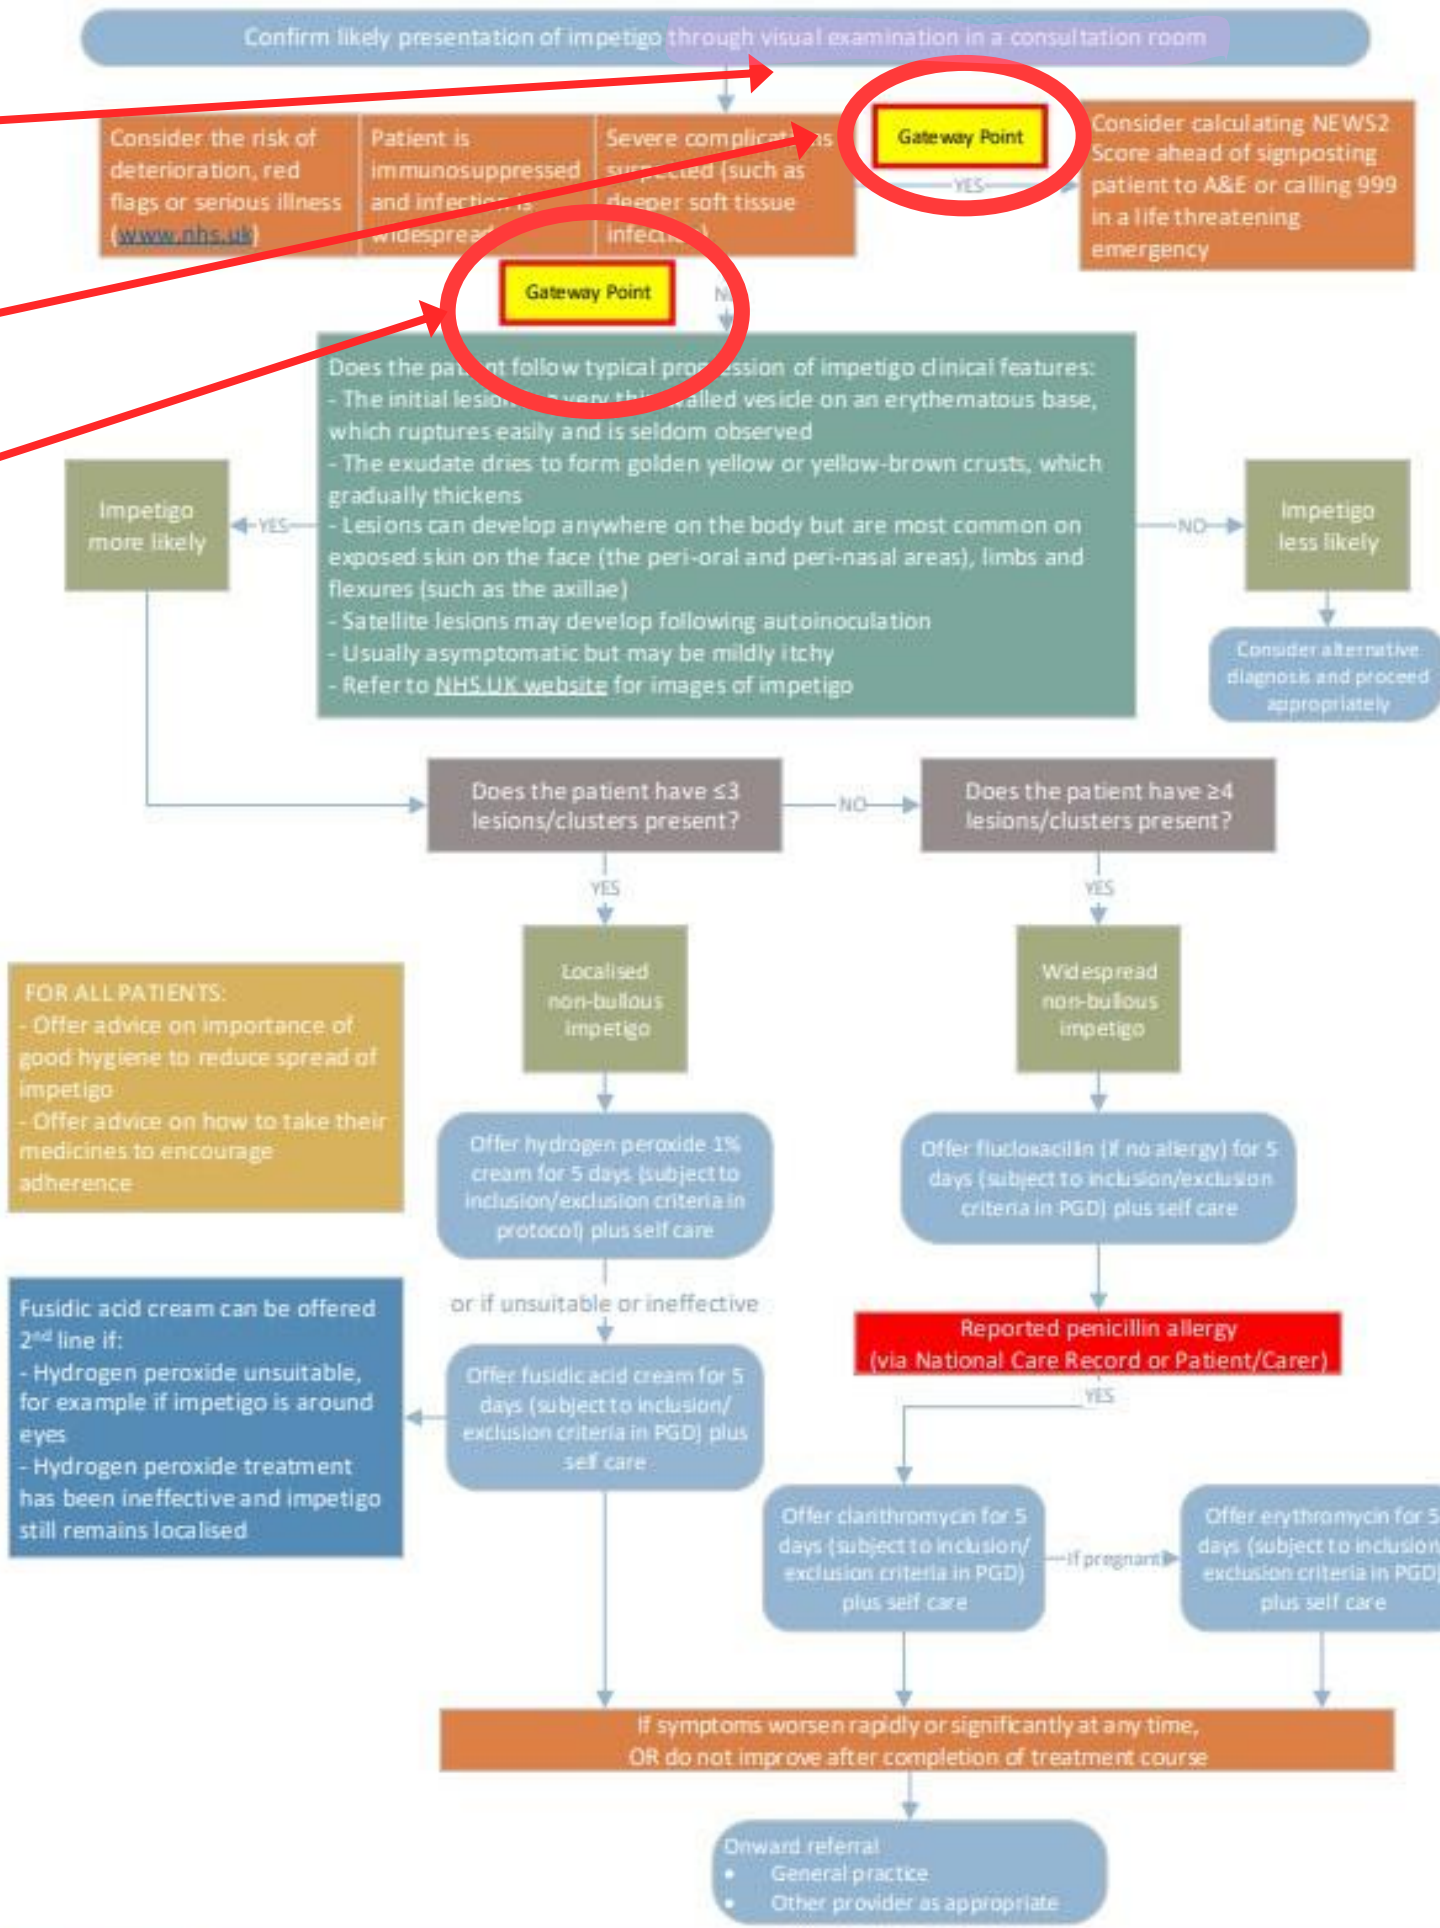 Confirm likely presentation of impetigo through visual examination in a consultation room
Consider the risk of
deterioration, red
flags or serious illness
(www.nhs.uk)
Patient is
immunosuppressed
and infection is
widespread
Severe complications
suspected (such as
deeper soft tissue
infection)
Gateway Point
YES
Consider calculating NEWS2
Score ahead of signposting
patient to A&E or calling 999
in a life threatening
emergency
Gateway Point
Does the patient follow typical progression of impetigo clinical features:
- The initial lesion very thin walled vesicle on an erythematous base,
which ruptures easily and is seldom observed
- The exudate dries to form golden yellow or yellow-brown crusts, which
gradually thickens
- Lesions can develop anywhere on the body but are most common on
exposed skin on the face (the peri-oral and peri-nasal areas), limbs and
flexures (such as the axillae)
- Satellite lesions may develop following autoinoculation
- Usually asymptomatic but may be mildly itchy
- Refer to NHS.UK website for images of impetigo
YES
Impetigo
more likely
NO
Impetigo
less likely
Consider alternative
diagnosis and proceed
appropriately
Does the patient have ≤3
lesions/clusters present?
NO
Does the patient have ≥4
lesions/clusters present?
YES
YES
Localised
non-bullous
impetigo
Widespread
non-bullous
impetigo
FOR ALL PATIENTS:
- Offer advice on importance of
good hygiene to reduce spread of
impetigo
- Offer advice on how to take their
medicines to encourage
adherence
Offer hydrogen peroxide 1%
cream for 5 days (subject to
inclusion/exclusion criteria in
protocol) plus self care
Offer flucloxacillin (if no allergy) for 5
days (subject to inclusion/exclusion
criteria in PGD) plus self care
or if unsuitable or ineffective
Fusidic acid cream can be offered
2nd line if:
- Hydrogen peroxide unsuitable,
for example if impetigo is around
eyes
- Hydrogen peroxide treatment
has been ineffective and impetigo
still remains localised
Offer fusidic acid cream for 5
days (subject to inclusion/
exclusion criteria in PGD) plus
self care
Reported penicillin allergy
(via National Care Record or Patient/Carer)
YES
Offer clarithromycin for 5
days (subject to inclusion/
exclusion criteria in PGD)
plus self care
If pregnant
Offer erythromycin for 5
days (subject to inclusion/
exclusion criteria in PGD)
plus self care
If symptoms worsen rapidly or significantly at any time,
OR do not improve after completion of treatment course
Onward referral
• General practice
• Other provider as appropriate